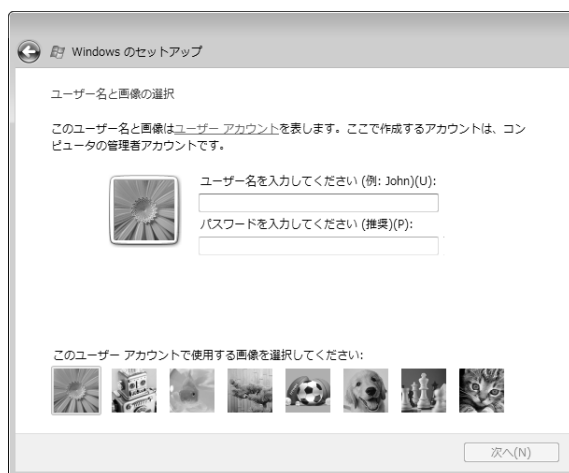 Windows のセットアップ
ユーザー名と画像の選択
このユーザー名と画像はユーザー アカウントを表します。ここで作成するアカウントは、コン
ピュータの管理者アカウントです。
ユーザー名を入力してください (例: John)(U):
パスワードを入力してください (推奨)(P):
このユーザー アカウントで使用する画像を選択してください:
次へ(N)